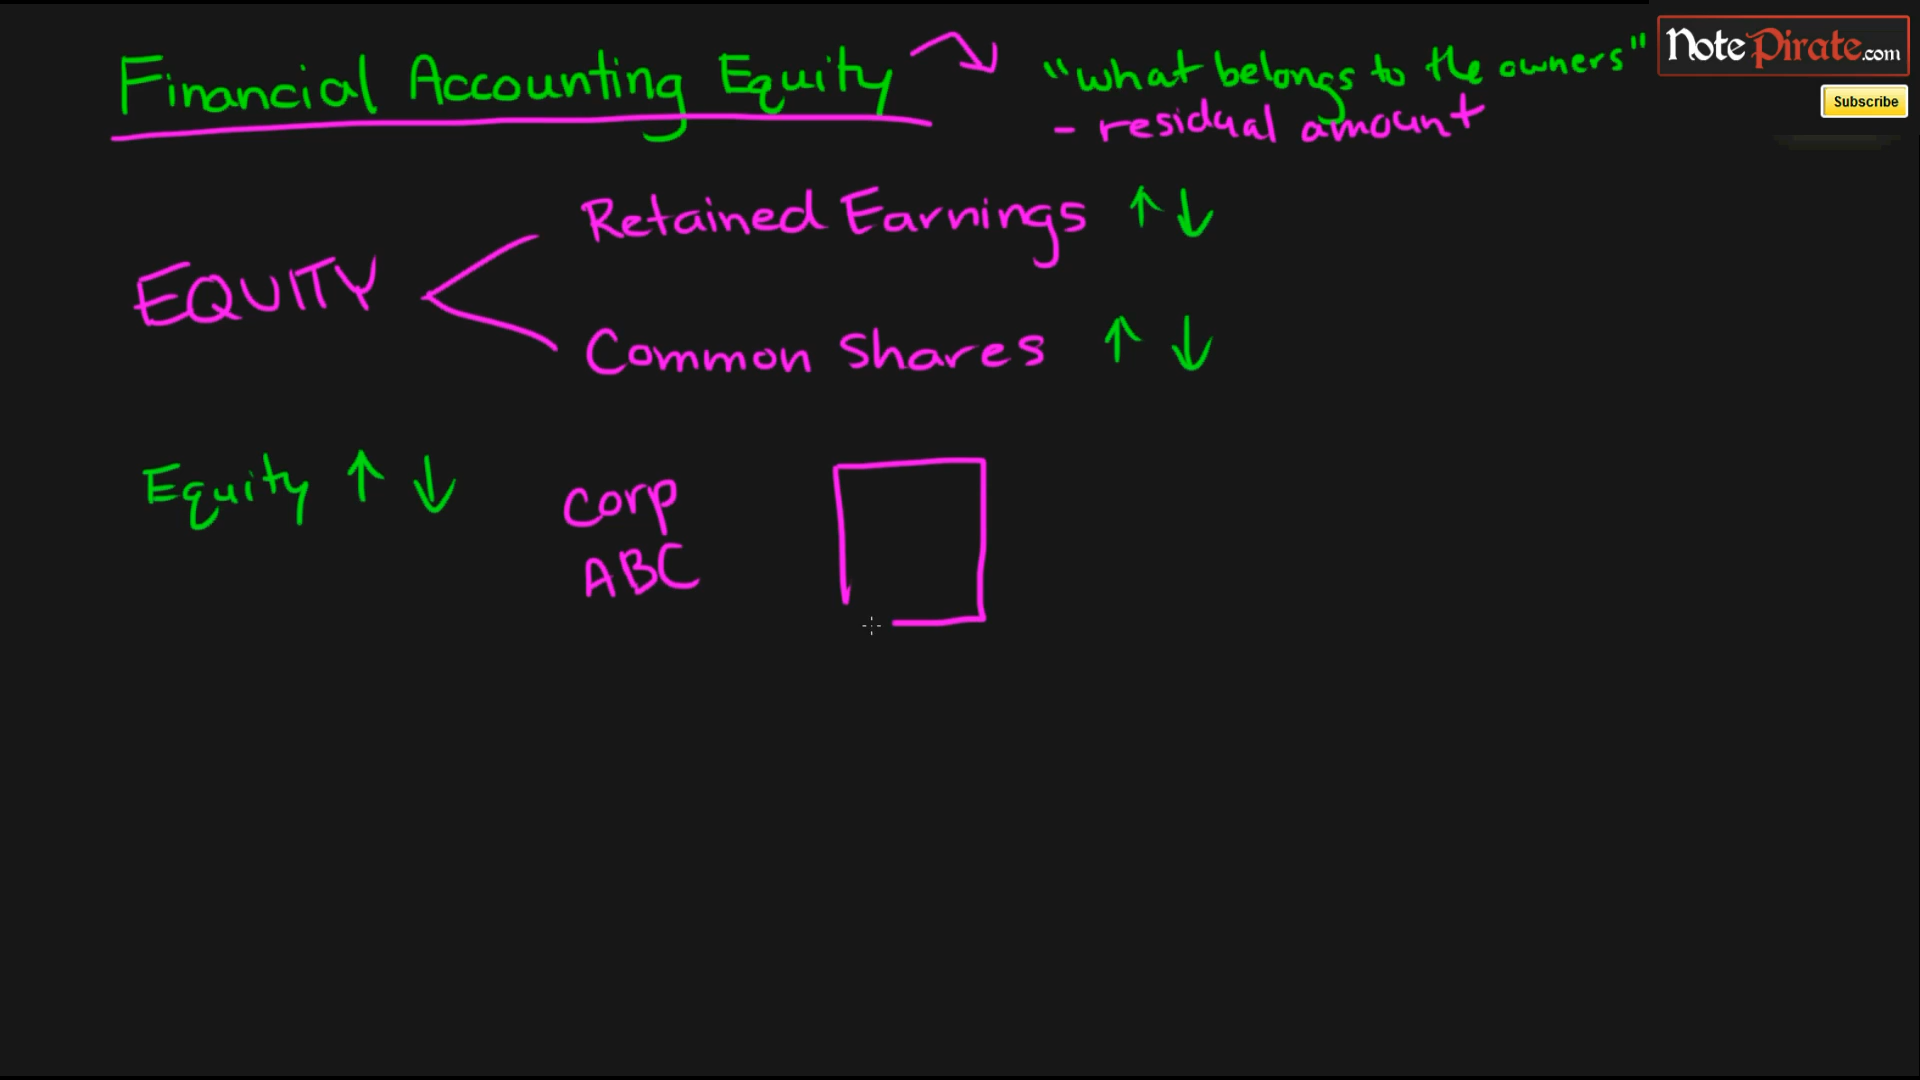 Financial Accounting Equity
"what belongs to the owners"
- residual amount
NotePirate.com
Subscribe
EQUITY
Retained Earnings ↑↓
Common Shares ↑↓
Equity ↑↓
Corp
ABC